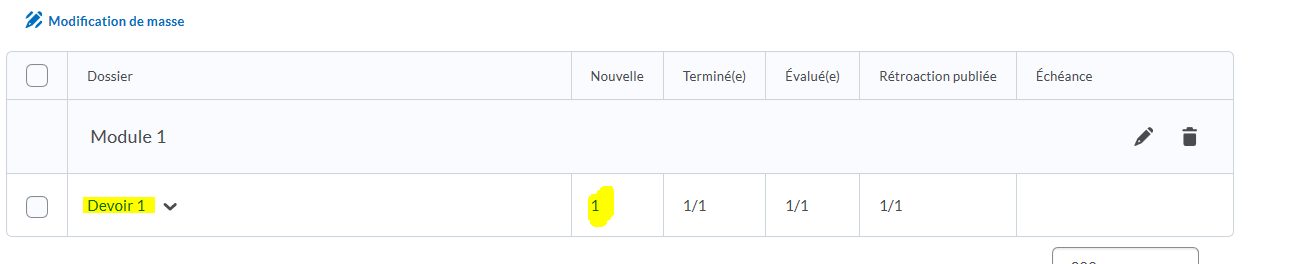 Modification de masse
Dossier Nouvelle Terminé(e) Évalué(e) Rétroaction publiée Échéance
Module 1
Devoir 1 1 1/1 1/1 1/1